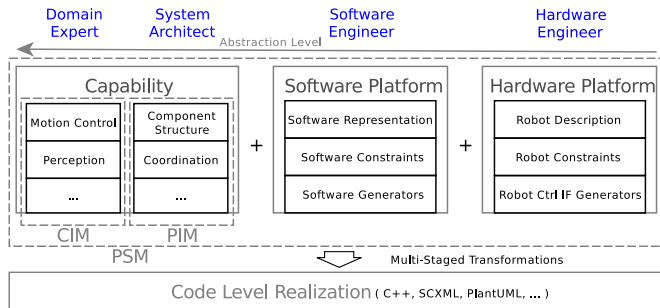 Domain Expert
System Architect
Software Engineer
Hardware Engineer
Abstraction Level
Capability
Software Platform
Hardware Platform
Motion Control
Perception
...
Component Structure
Coordination
...
+
Software Representation
Software Constraints
Software Generators
+
Robot Description
Robot Constraints
Robot Ctrl IF Generators
CIM
PIM
PSM
Multi-Staged Transformations
Code Level Realization ( C++, SCXML, PlantUML, ... )